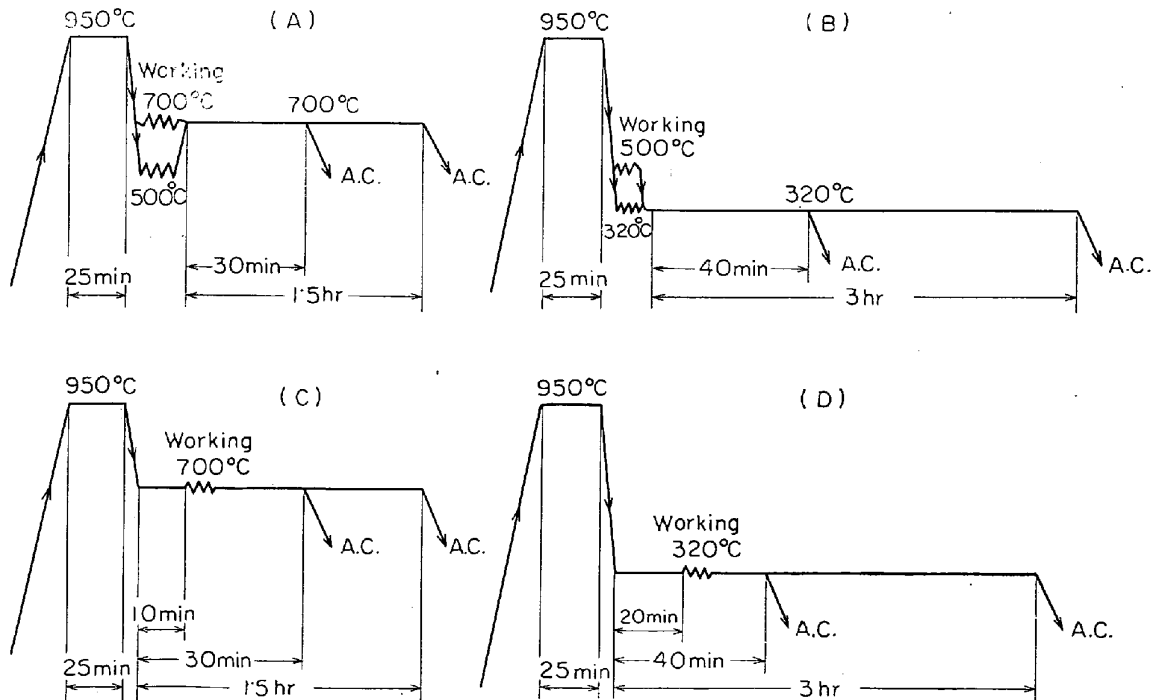 (A)
950°C
Working
700°C
700°C
500°C
A.C.
A.C.
30min
25min
1·5hr
(B)
950°C
Working
500°C
320°C
320°C
A.C.
A.C.
40min
25min
3hr
(C)
950°C
Working
700°C
A.C.
A.C.
10min
30min
25min
1·5hr
(D)
950°C
Working
320°C
A.C.
A.C.
20min
40min
25min
3hr